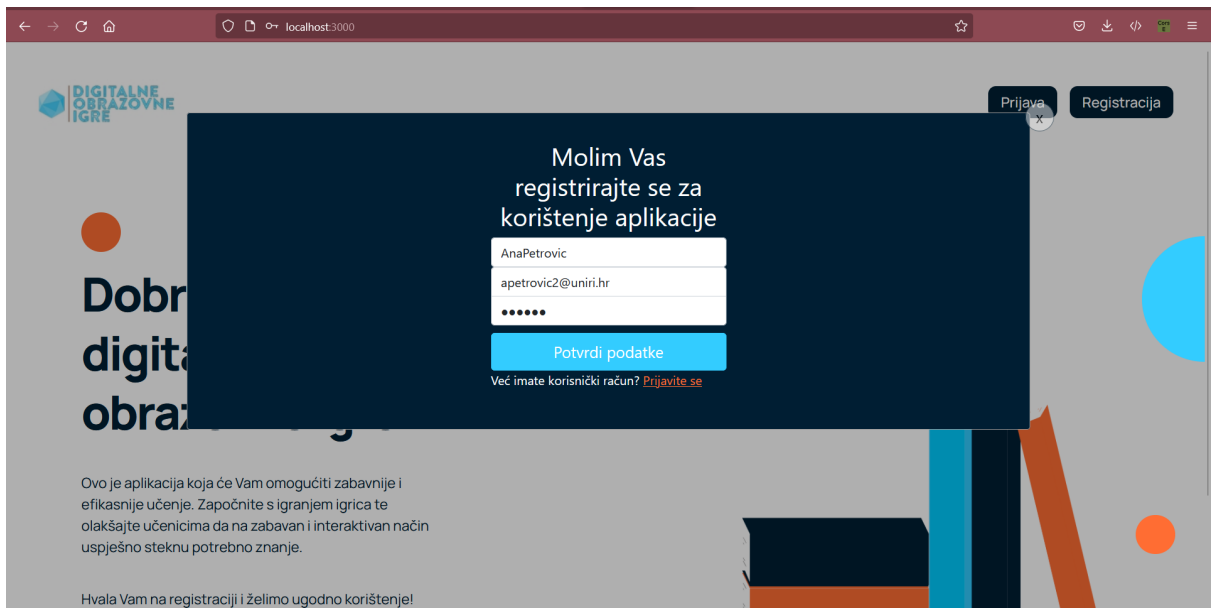 localhost:3000
DIGITALNE
OBRAZOVNE
IGRE
Prijava
Registracija
x
Molim Vas
registrirajte se za
korištenje aplikacije
AnaPetrovic
apetrovic2@uniri.hr
••••••
Potvrdi podatke
Već imate korisnički račun? Prijavite se
Dobr
digita
obraz
Ovo je aplikacija koja će Vam omogućiti zabavnije i
efikasnije učenje. Započnite s igranjem igrica te
olakšajte učenicima da na zabavan i interaktivan način
uspješno steknu potrebno znanje.
Hvala Vam na registraciji i želimo ugodno korištenje!